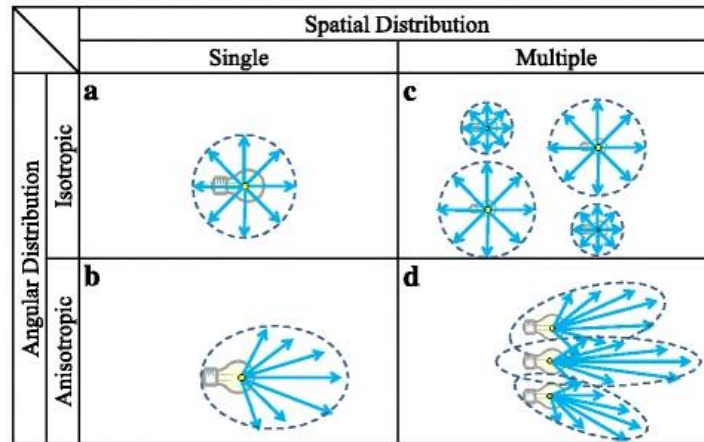 Spatial Distribution
Single
Multiple
Angular Distribution
Isotropic
Anisotropic
a
c
b
d